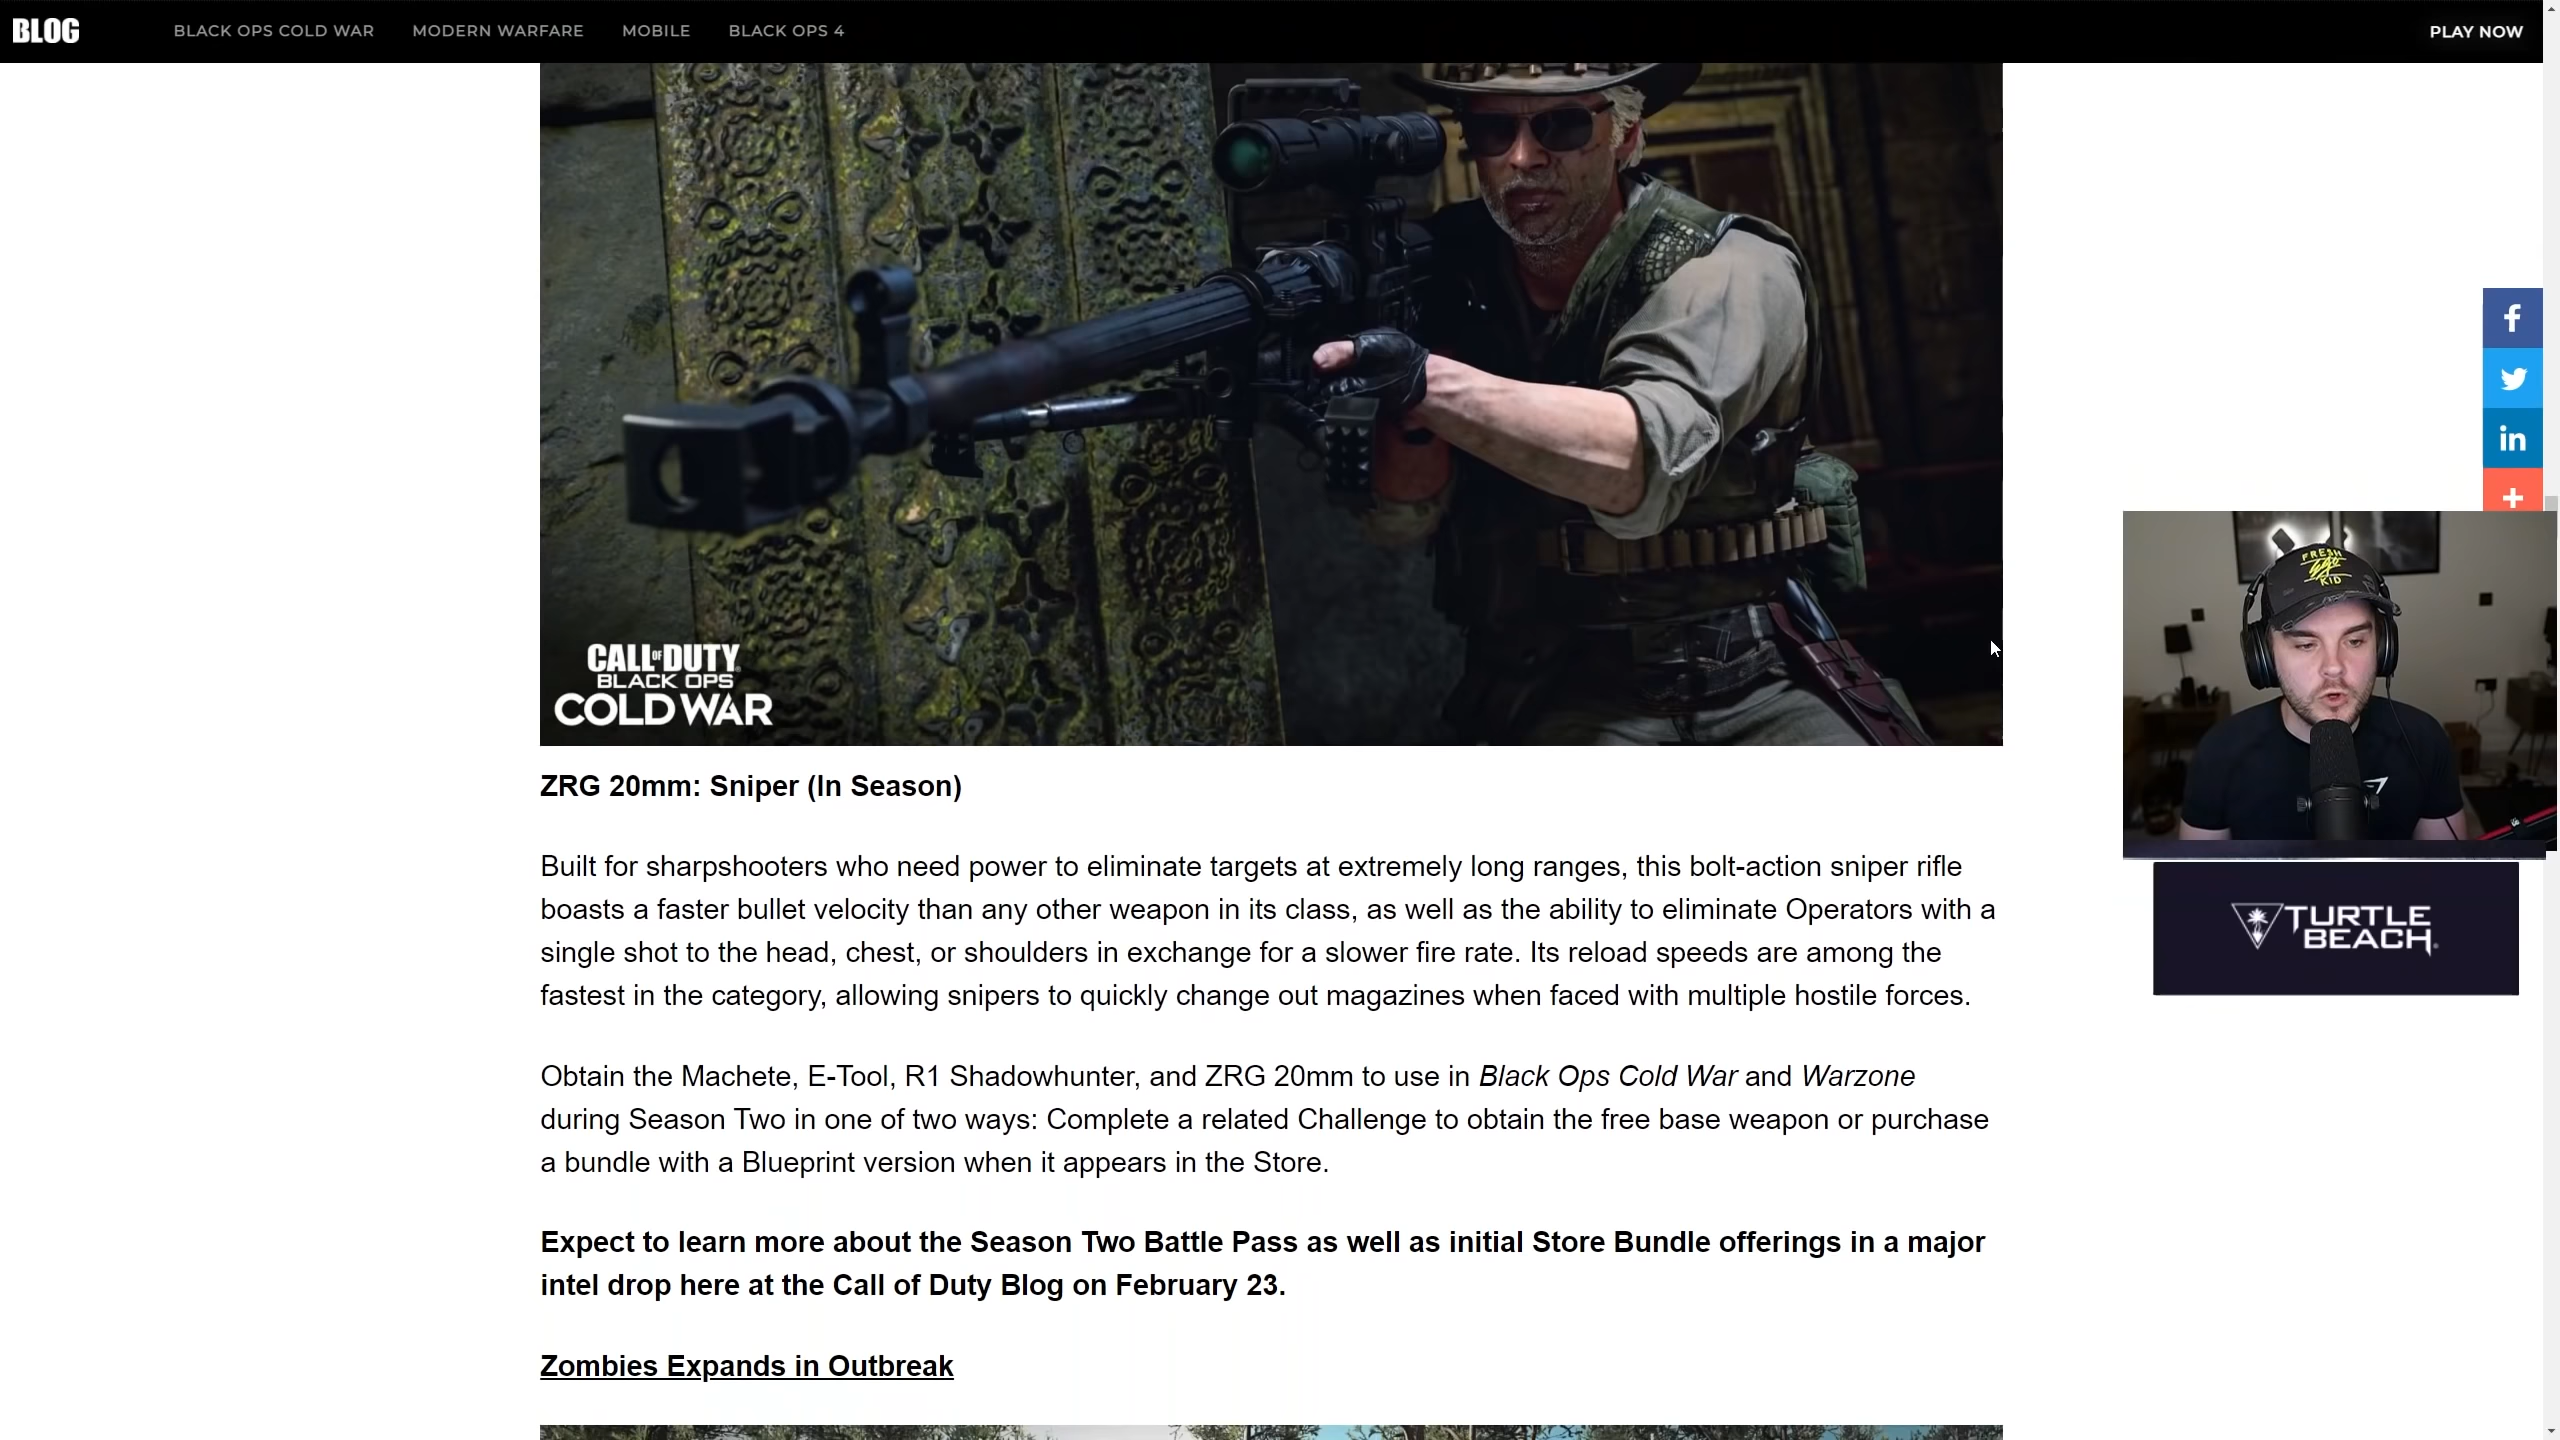 BLOG
BLACK OPS COLD WAR
MODERN WARFARE
MOBILE
BLACK OPS 4
PLAY NOW
CALL OF DUTY
BLACK OPS
COLD WAR
f
in
+
FRESH
EGO
KID
TURTLE
BEACH
ZRG 20mm: Sniper (In Season)
Built for sharpshooters who need power to eliminate targets at extremely long ranges, this bolt-action sniper rifle
boasts a faster bullet velocity than any other weapon in its class, as well as the ability to eliminate Operators with a
single shot to the head, chest, or shoulders in exchange for a slower fire rate. Its reload speeds are among the
fastest in the category, allowing snipers to quickly change out magazines when faced with multiple hostile forces.
Obtain the Machete, E-Tool, R1 Shadowhunter, and ZRG 20mm to use in Black Ops Cold War and Warzone
during Season Two in one of two ways: Complete a related Challenge to obtain the free base weapon or purchase
a bundle with a Blueprint version when it appears in the Store.
Expect to learn more about the Season Two Battle Pass as well as initial Store Bundle offerings in a major
intel drop here at the Call of Duty Blog on February 23.
Zombies Expands in Outbreak